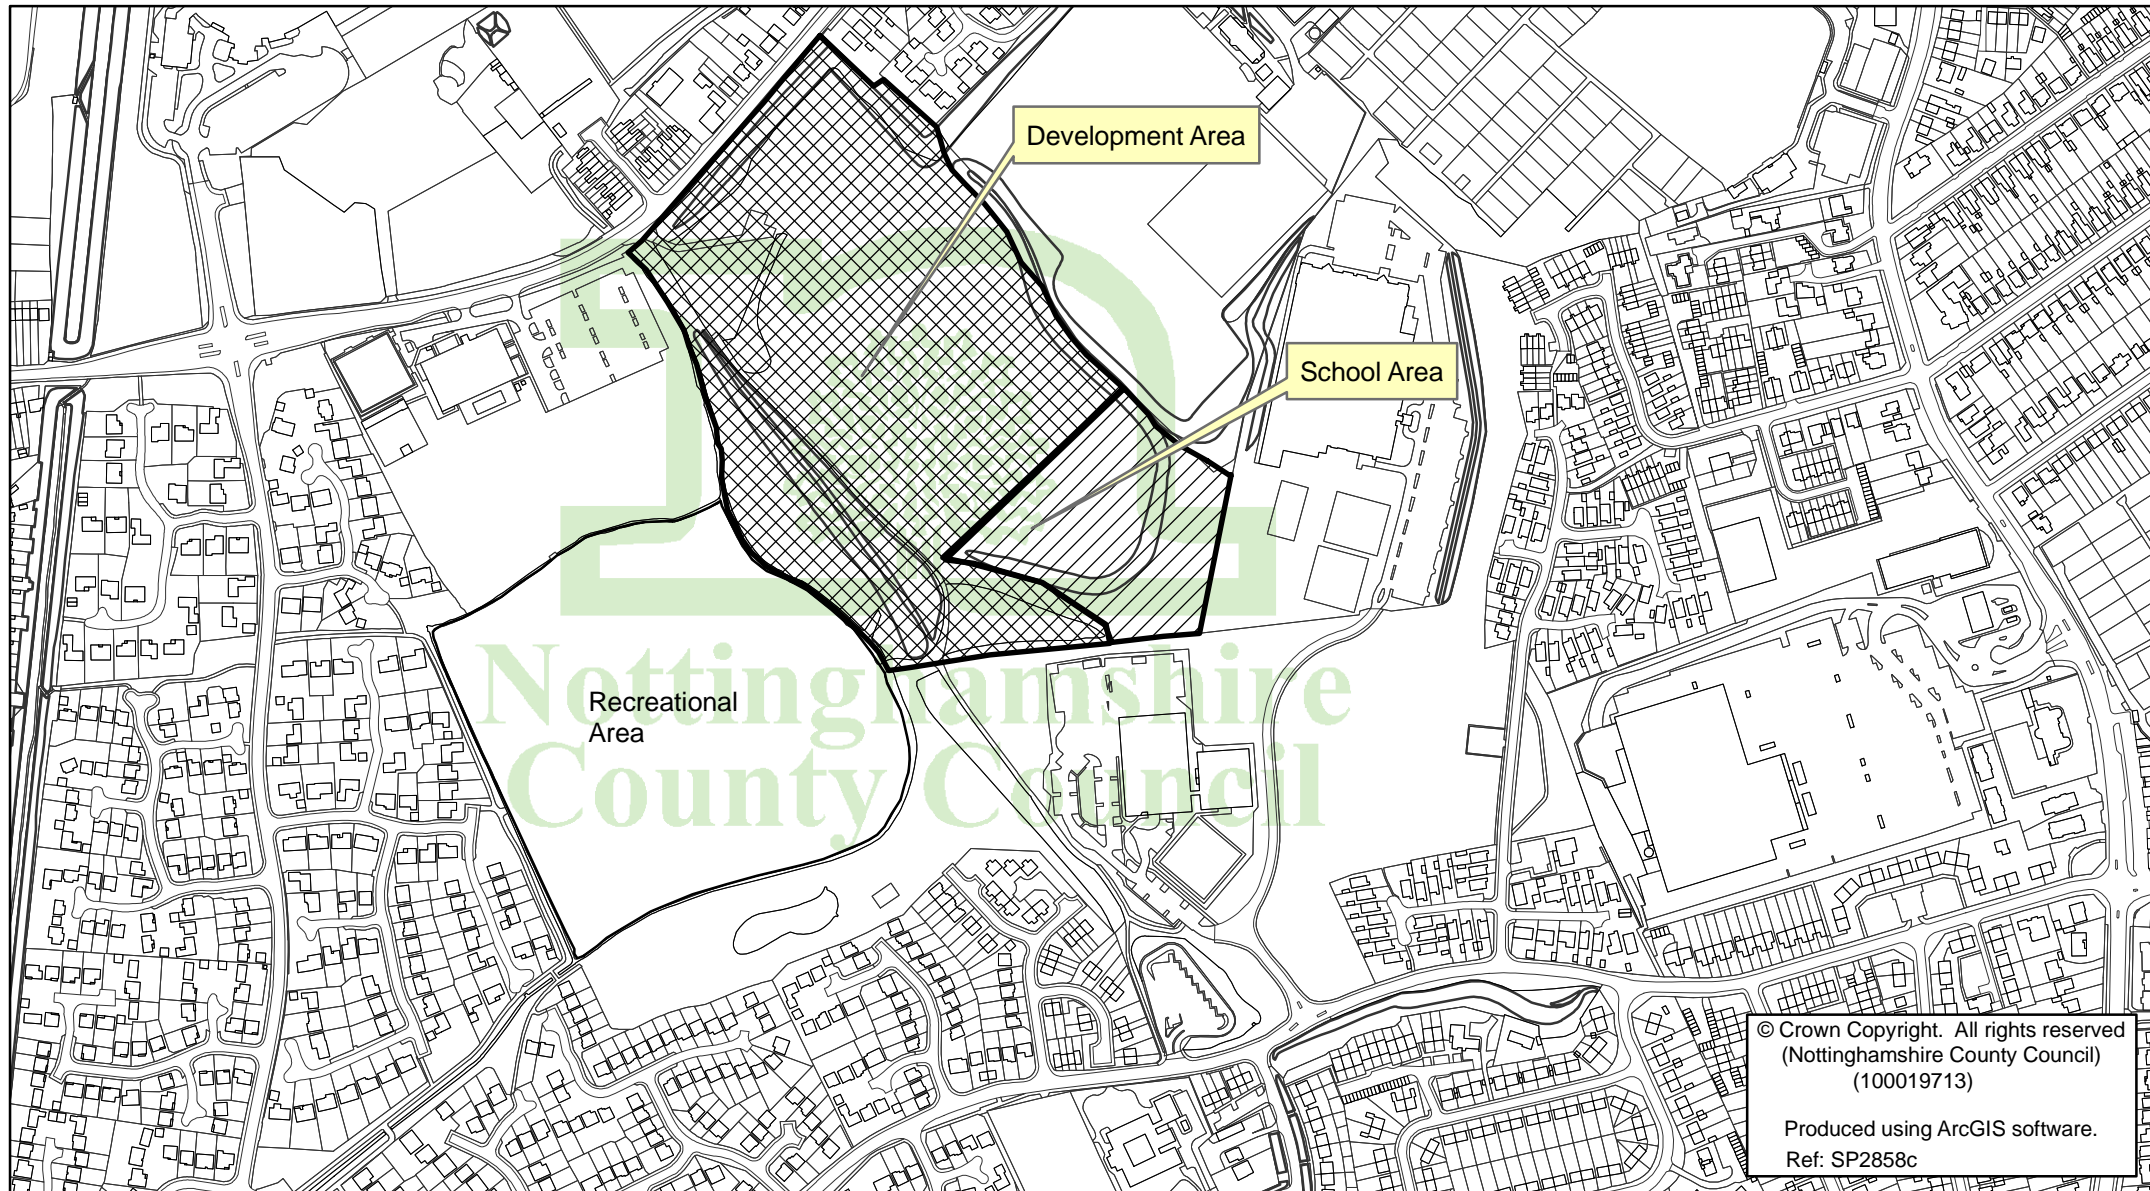 Development Area
School Area
Recreational
Area
Nottinghamshire
County Council
© Crown Copyright. All rights reserved
(Nottinghamshire County Council)
(100019713)
Produced using ArcGIS software.
Ref: SP2858c